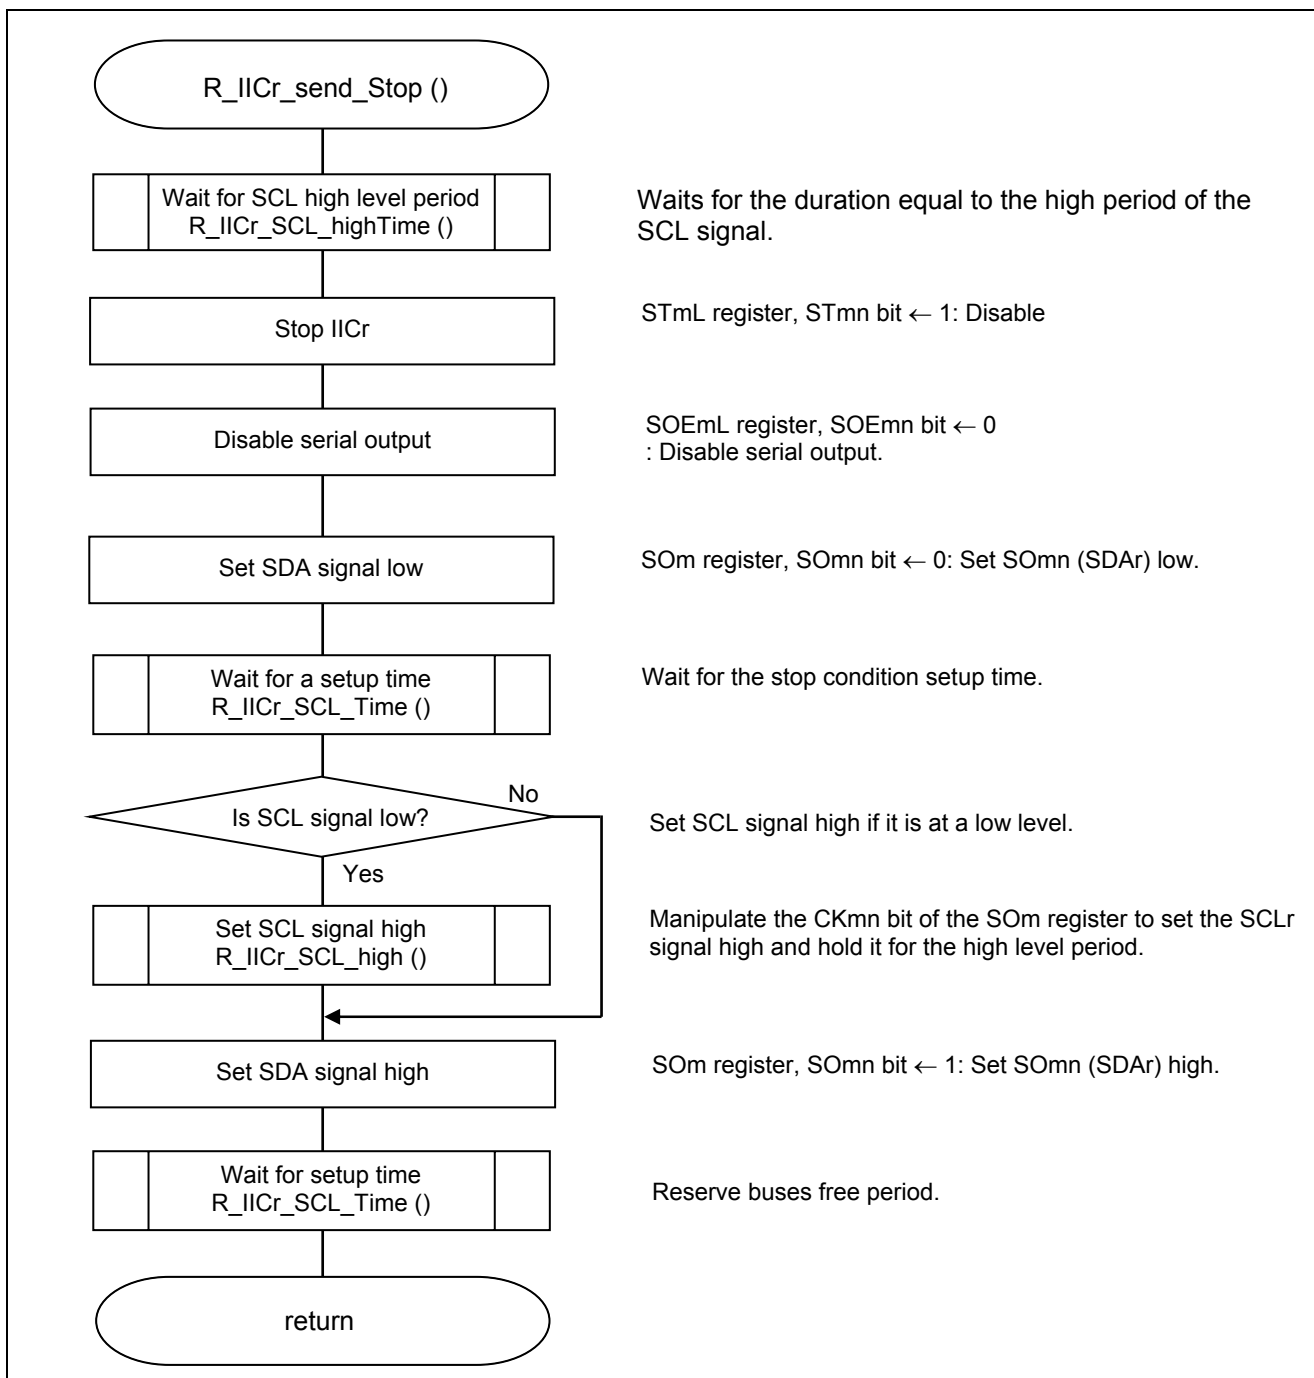 R_IICr_send_Stop ()
Wait for SCL high level period
R_IICr_SCL_highTime ()
Waits for the duration equal to the high period of the
SCL signal.
Stop IICr
STmL register, STmn bit ← 1: Disable
Disable serial output
SOEmL register, SOEmn bit ← 0
: Disable serial output.
Set SDA signal low
SOm register, SOmn bit ← 0: Set SOmn (SDAr) low.
Wait for a setup time
R_IICr_SCL_Time ()
Wait for the stop condition setup time.
Is SCL signal low?
No
Set SCL signal high if it is at a low level.
Yes
Set SCL signal high
R_IICr_SCL_high ()
Manipulate the CKmn bit of the SOm register to set the SCLr
signal high and hold it for the high level period.
Set SDA signal high
SOm register, SOmn bit ← 1: Set SOmn (SDAr) high.
Wait for setup time
R_IICr_SCL_Time ()
Reserve buses free period.
return